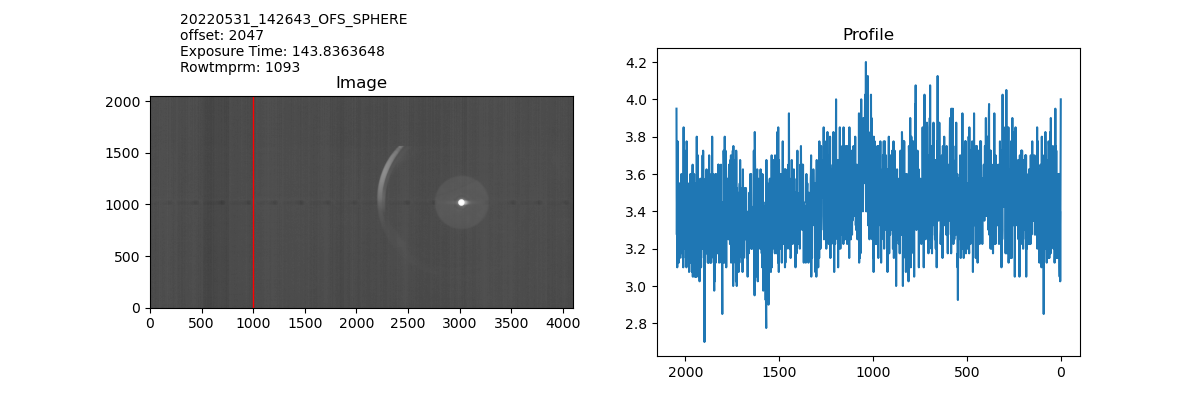 20220531_142643_OFS_SPHERE
offset: 2047
Exposure Time: 143.8363648
Rowtmprm: 1093
Image
2000
1500
1000
500
0
0 500 1000 1500 2000 2500 3000 3500 4000
Profile
4.2
4.0
3.8
3.6
3.4
3.2
3.0
2.8
2000 1500 1000 500 0